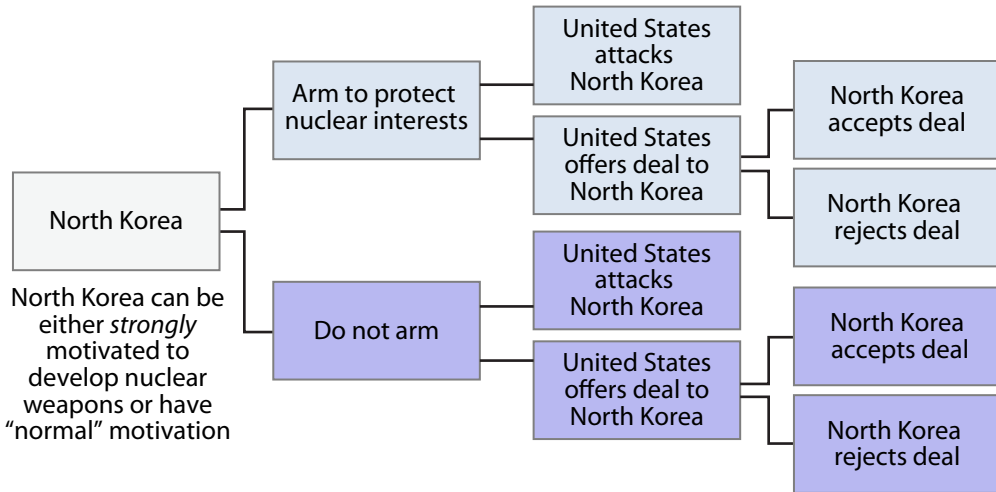 North Korea
North Korea can be
either strongly
motivated to
develop nuclear
weapons or have
“normal” motivation
Arm to protect
nuclear interests
United States
attacks
North Korea
United States
offers deal to
North Korea
North Korea
accepts deal
North Korea
rejects deal
Do not arm
United States
attacks
North Korea
United States
offers deal to
North Korea
North Korea
accepts deal
North Korea
rejects deal